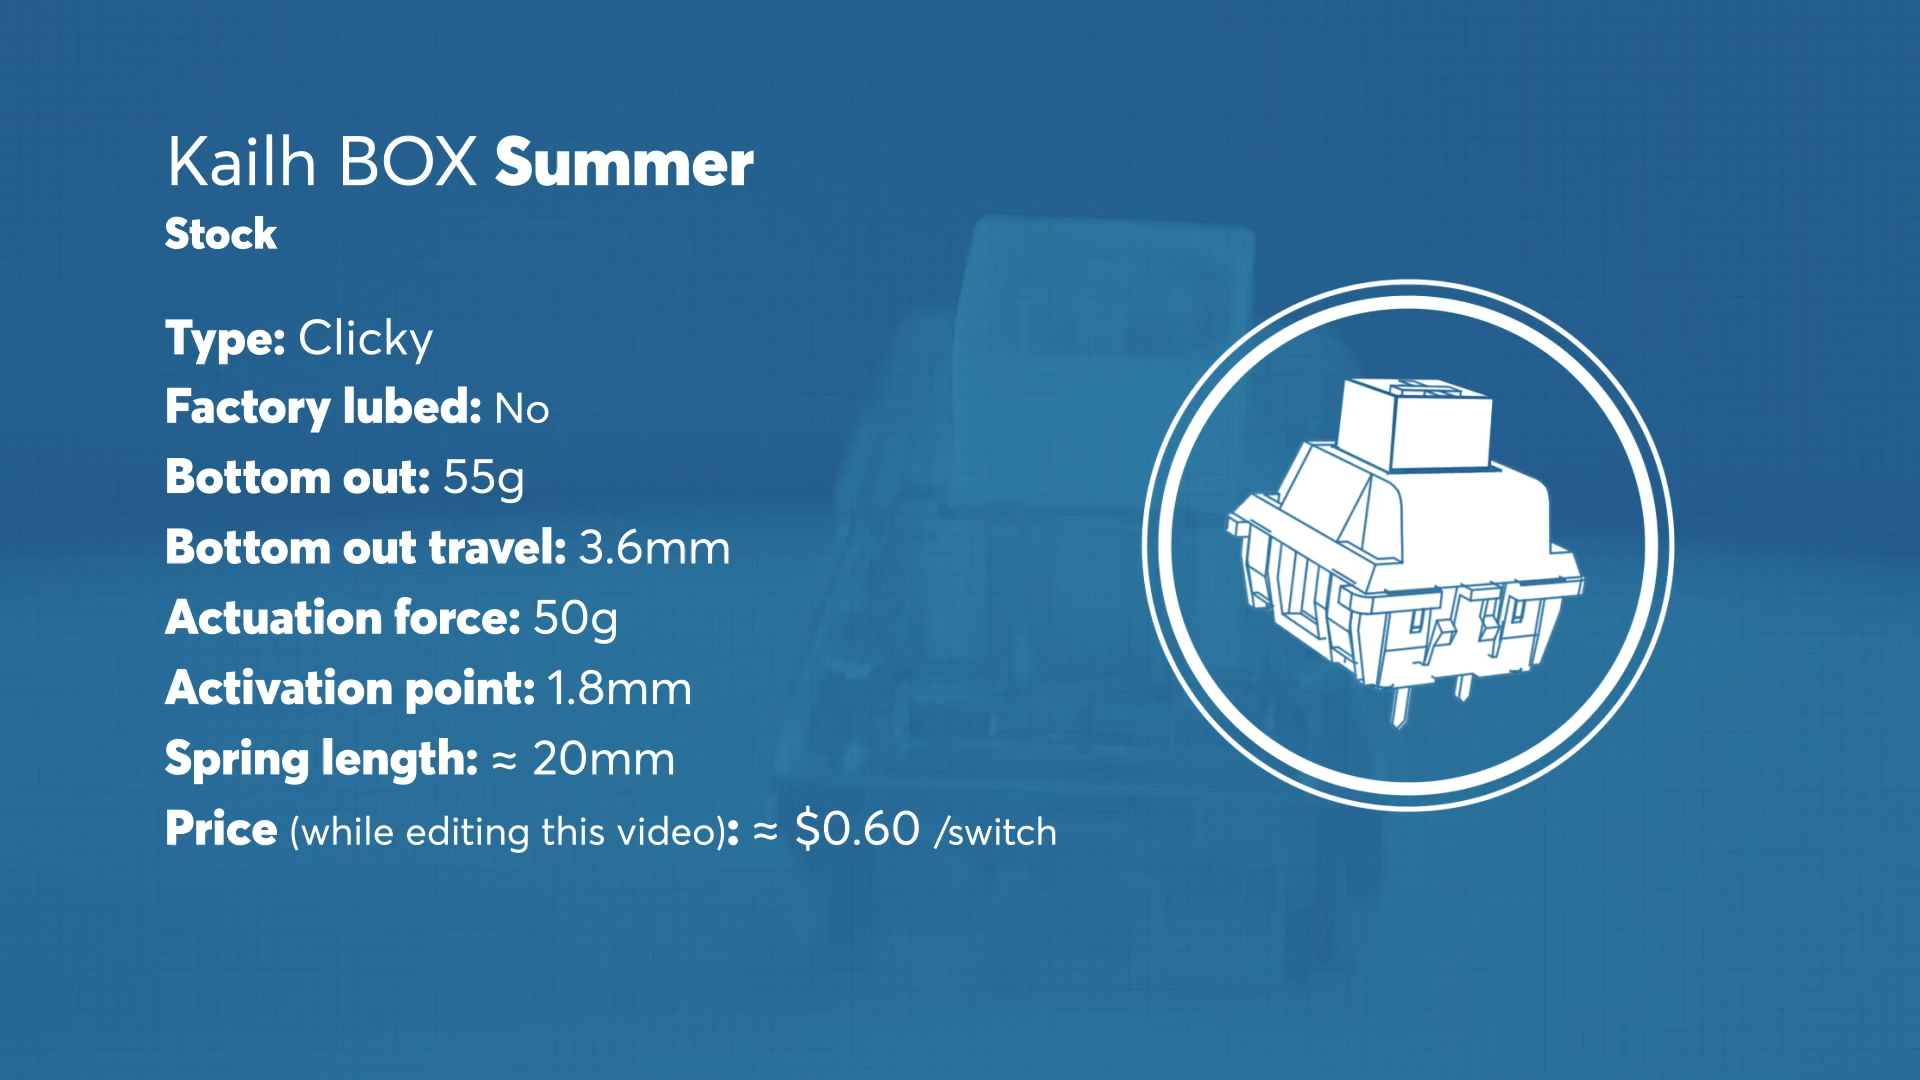 Kailh BOX Summer
Stock
Type: Clicky
Factory lubed: No
Bottom out: 55g
Bottom out travel: 3.6mm
Actuation force: 50g
Activation point: 1.8mm
Spring length: ≈ 20mm
Price (while editing this video): ≈ $0.60 /switch